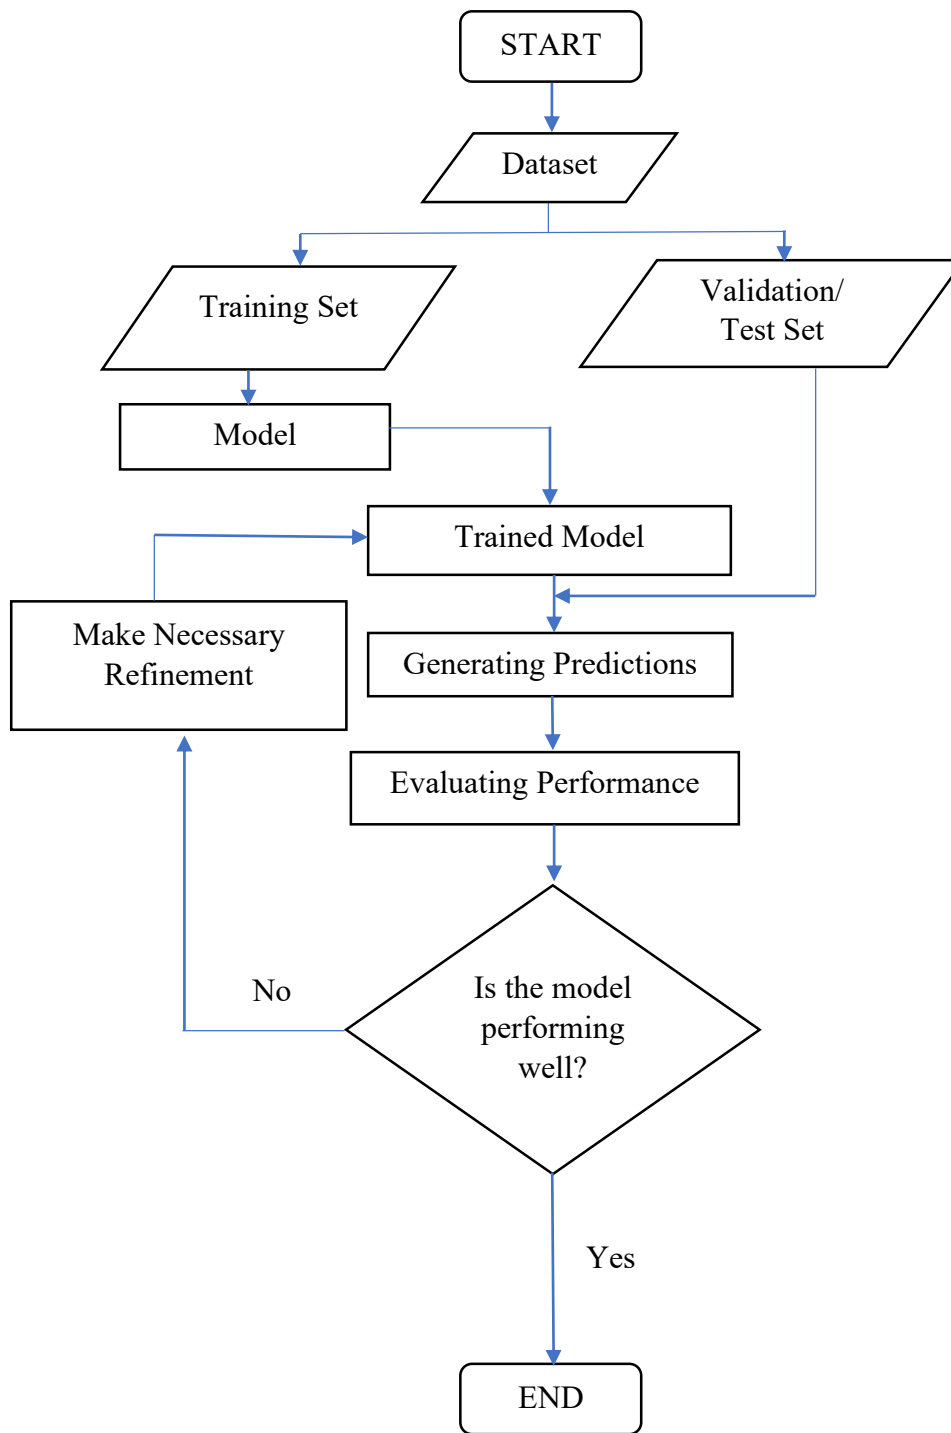 START
Dataset
Training Set
Validation/
Test Set
Model
Trained Model
Make Necessary
Refinement
Generating Predictions
Evaluating Performance
Is the model
performing
well?
No
Yes
END